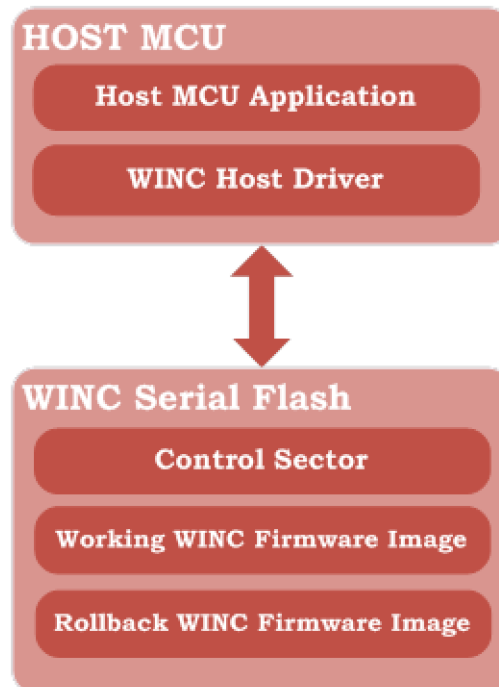 HOST MCU
Host MCU Application
WINC Host Driver
WINC Serial Flash
Control Sector
Working WINC Firmware Image
Rollback WINC Firmware Image